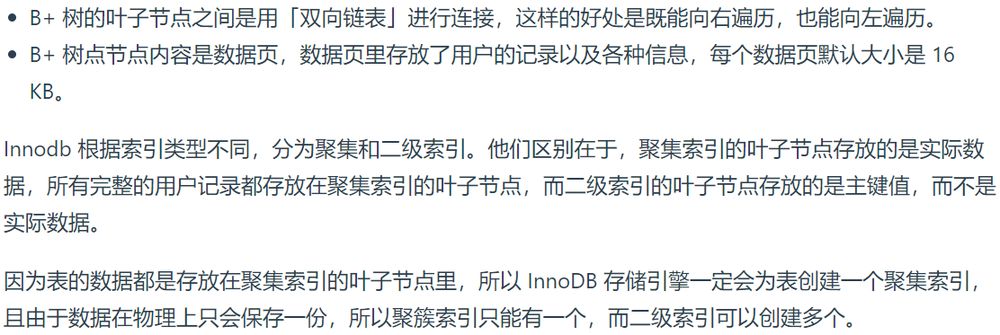 • B+ 树的叶子节点之间是用「双向链表」进行连接，这样的好处是既能向右遍历，也能向左遍历。
• B+ 树点节点内容是数据页，数据页里存放了用户的记录以及各种信息，每个数据页默认大小是 16
KB。
Innodb 根据索引类型不同，分为聚集和二级索引。他们区别在于，聚集索引的叶子节点存放的是实际数
据，所有完整的用户记录都存放在聚集索引的叶子节点，而二级索引的叶子节点存放的是主键值，而不是
实际数据。
因为表的数据都是存放在聚集索引的叶子节点里，所以 InnoDB 存储引擎一定会为表创建一个聚集索引，
且由于数据在物理上只会保存一份，所以聚簇索引只能有一个，而二级索引可以创建多个。